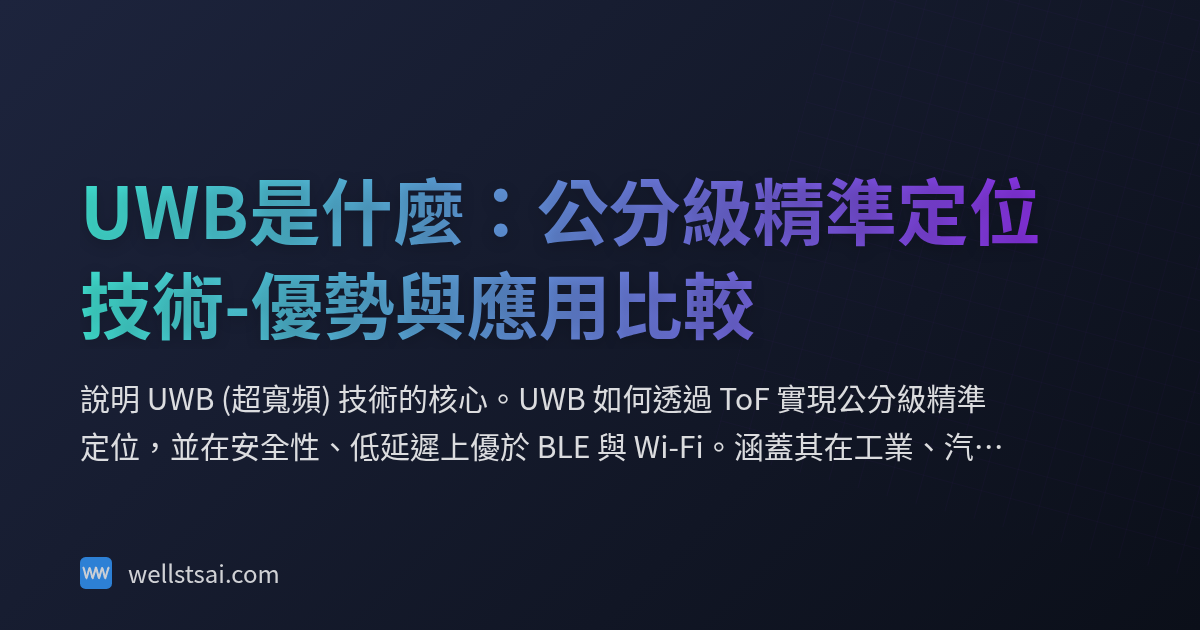 UWB是什麼：公分級精準定位
技術-優勢與應用比較
說明 UWB (超寬頻) 技術的核心。UWB 如何透過 ToF 實現公分級精準
定位，並在安全性、低延遲上優於 BLE 與 Wi-Fi。涵蓋其在工業、汽…
wellstsai.com